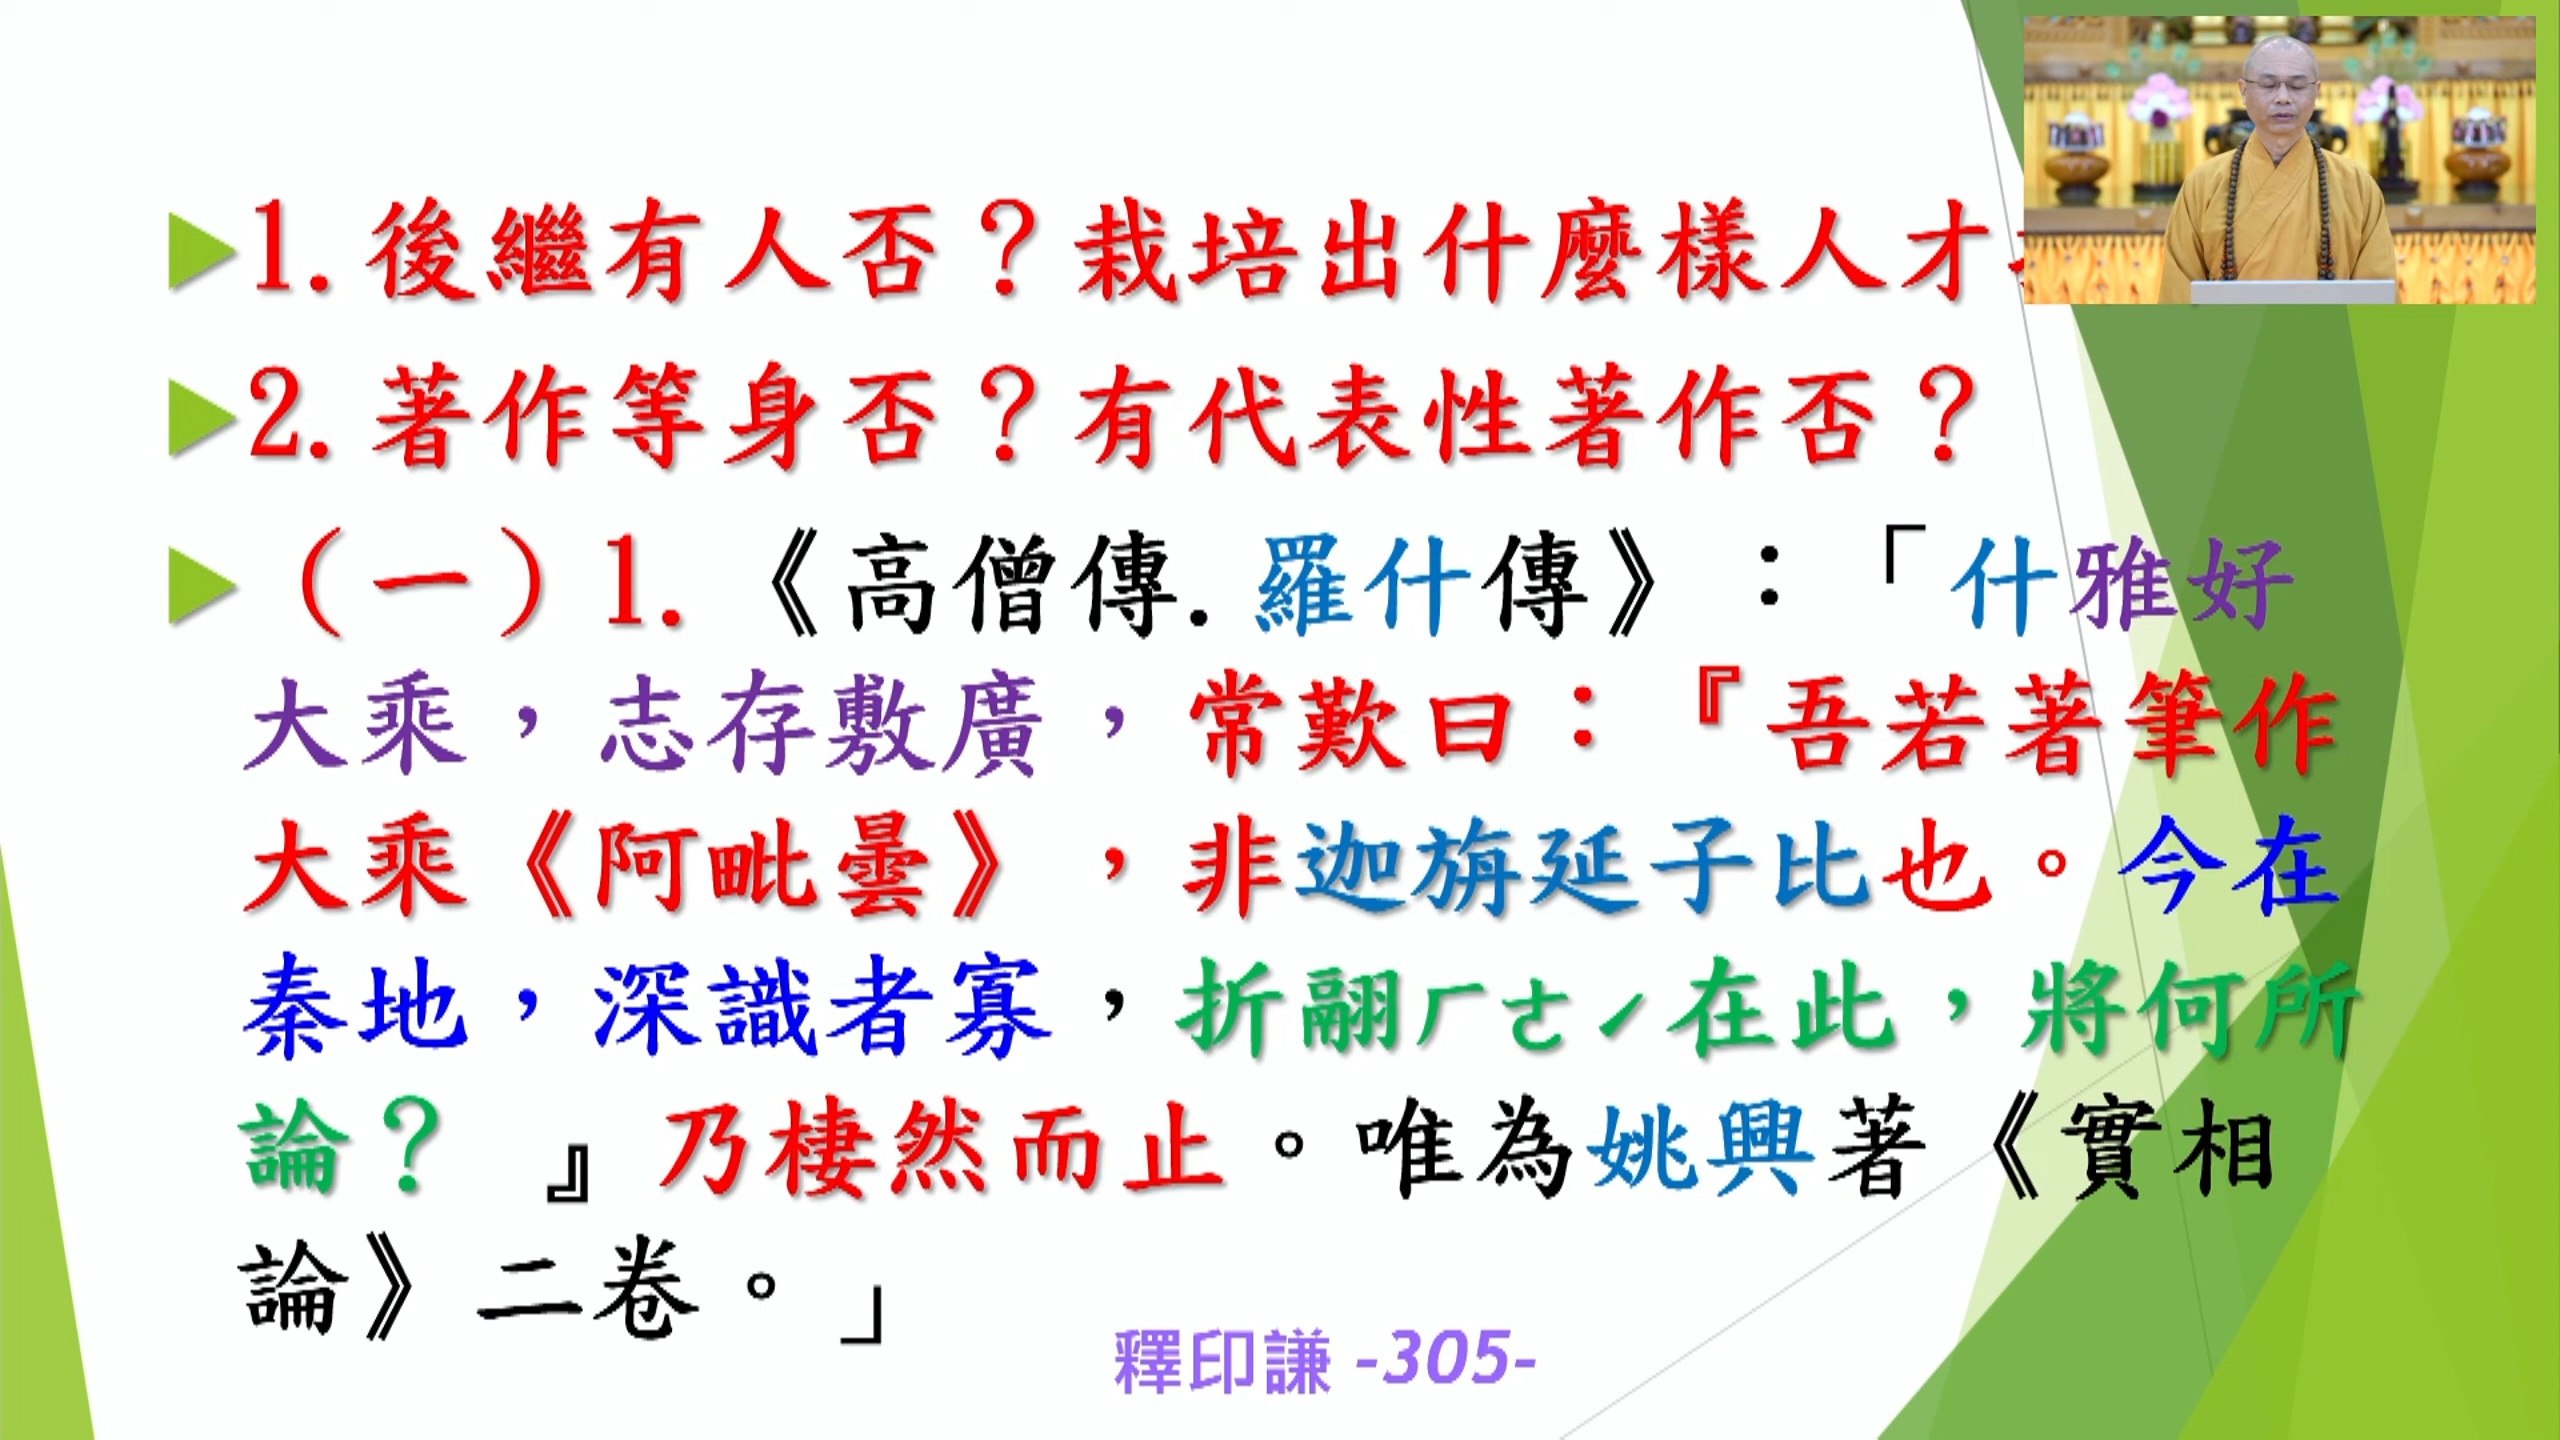 1.後繼有人否？栽培出什麼樣人才
2.著作等身否？有代表性著作否？
（一）1.《高僧傳.羅什傳》：「什雅好
大乘，志存敷廣，常歎曰：『吾若著筆作
大乘《阿毗曇》，非迦旃延子比也。今在
秦地，深識者寡，折翮ㄏㄜˊ在此，將何所
論？ 』乃棲然而止。唯為姚興著《實相
論》二卷。」
釋印謙 -305-